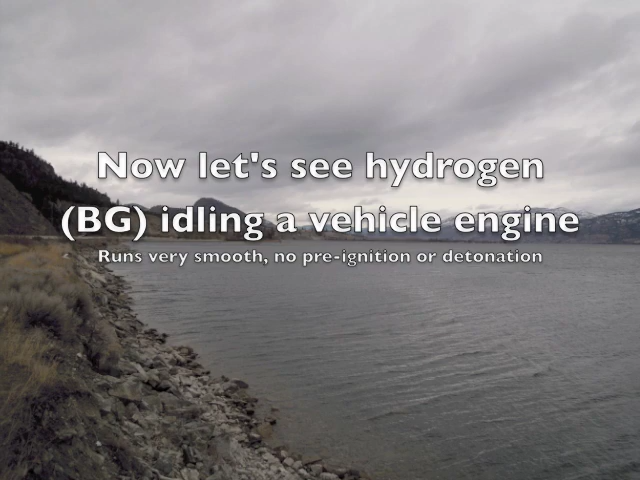 Now let's see hydrogen
(BG) idling a vehicle engine
Runs very smooth, no pre-ignition or detonation